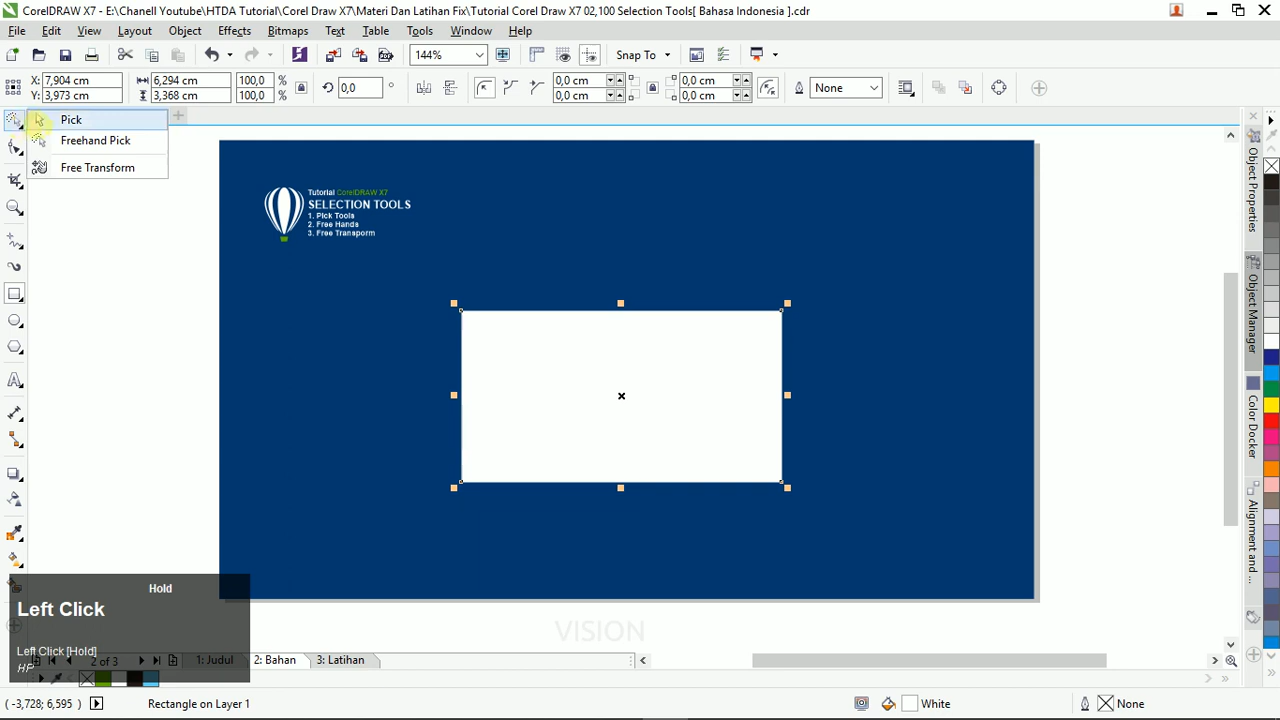 CorelDRAW X7 - E:\Chanell Youtube\HTDA Tutorial\Corel Draw X7\Materi Dan Latihan Fix\Tutorial Corel Draw X7 02,100 Selection Tools[ Bahasa Indonesia ].cdr
File Edit View Layout Object Effects Bitmaps Text Table Tools Window Help
144% Snap To
X: 7,904 cm 6,294 cm 100,0 % 0,0 ° 0,0 cm 0,0 cm None
Y: 3,973 cm 3,368 cm 100,0 % 0,0 cm 0,0 cm
Pick
Freehand Pick
Free Transform
Tutorial CorelDRAW X7
SELECTION TOOLS
1. Pick Tools
2. Free Hands
3. Free Transporm
Object Properties
Object Manager
Color Docker
Alignment and ...
Hold
Left Click
Left Click [Hold]
HP
VISION
2 of 3 1: Judul 2: Bahan 3: Latihan
( -3,728; 6,595 ) Rectangle on Layer 1 White None